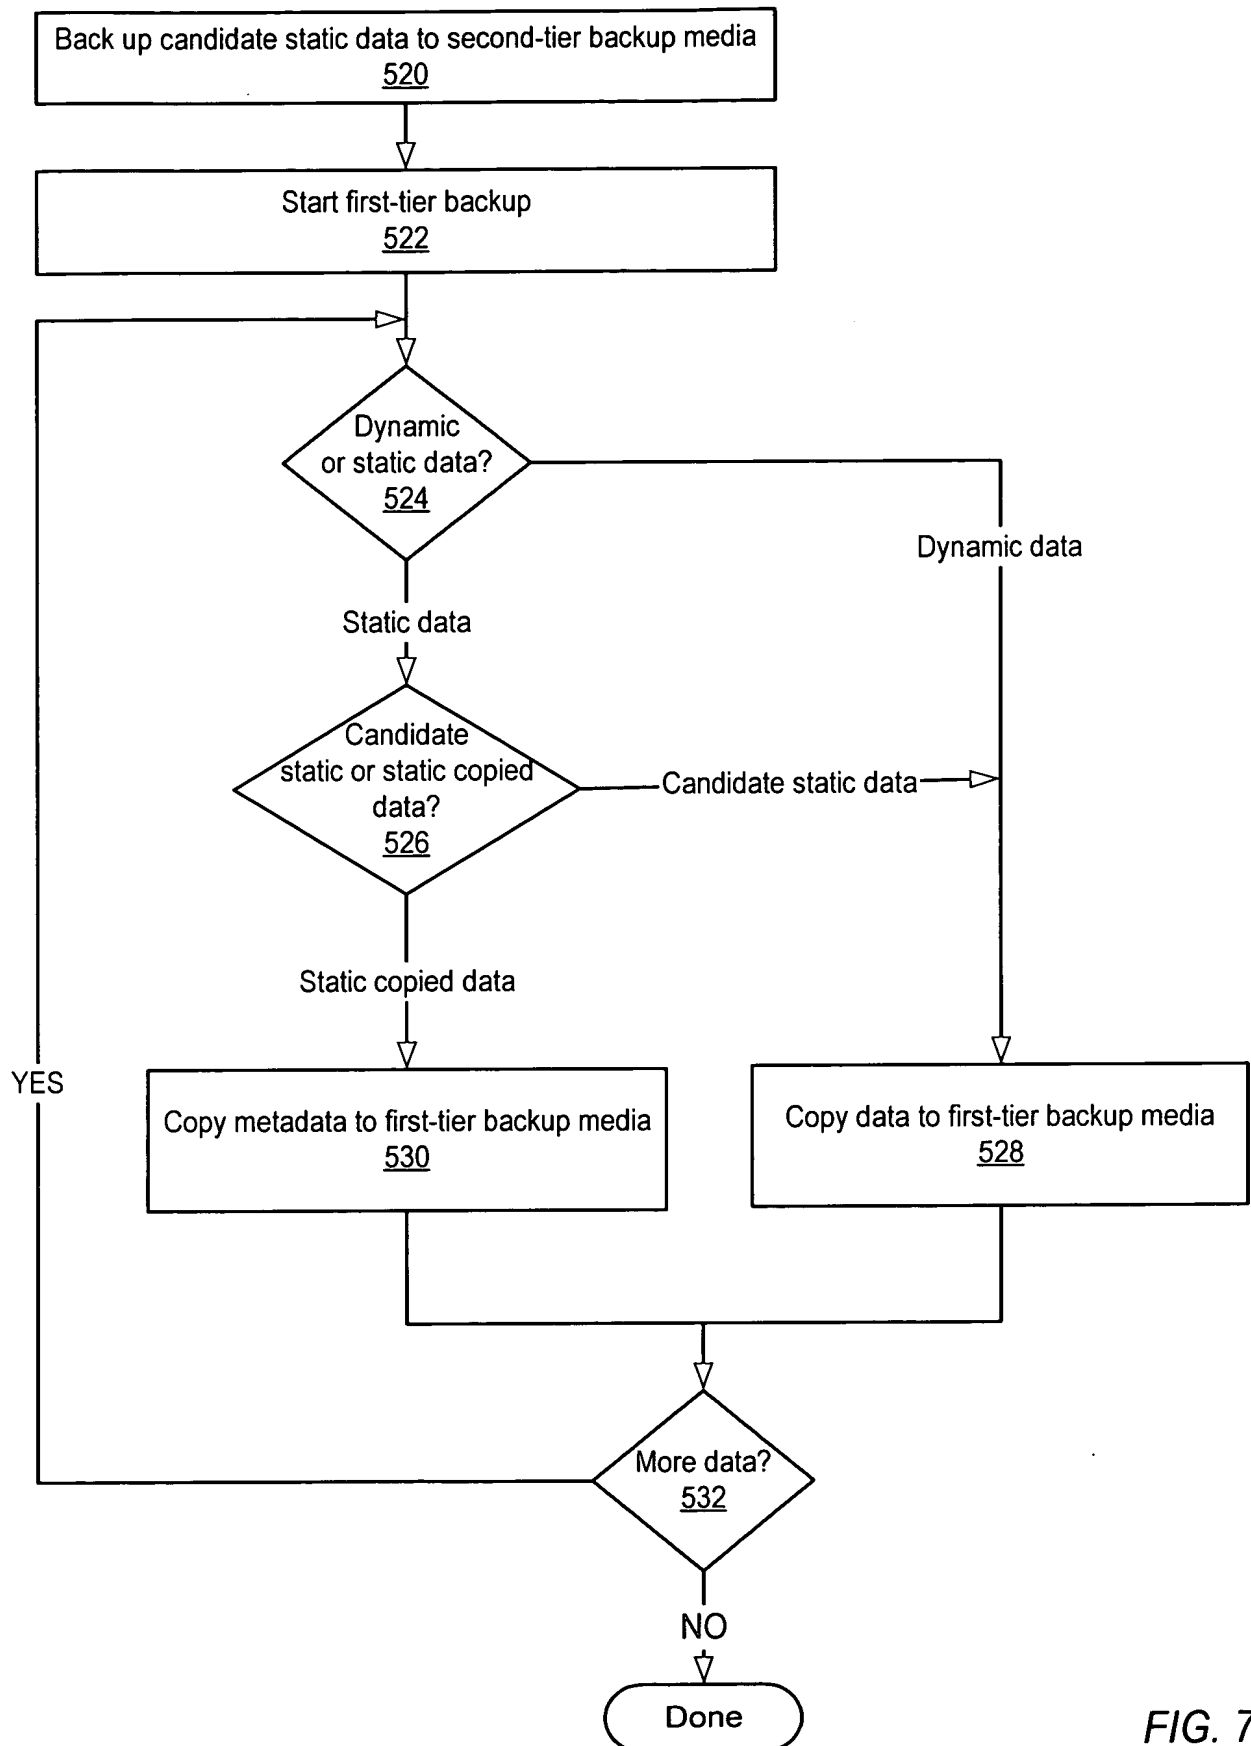 Back up candidate static data to second-tier backup media
520
Start first-tier backup
522
Dynamic
or static data?
524
Dynamic data
Static data
Candidate
static or static copied
data?
526
Candidate static data
Static copied data
YES
Copy metadata to first-tier backup media
530
Copy data to first-tier backup media
528
More data?
532
NO
Done
FIG. 7